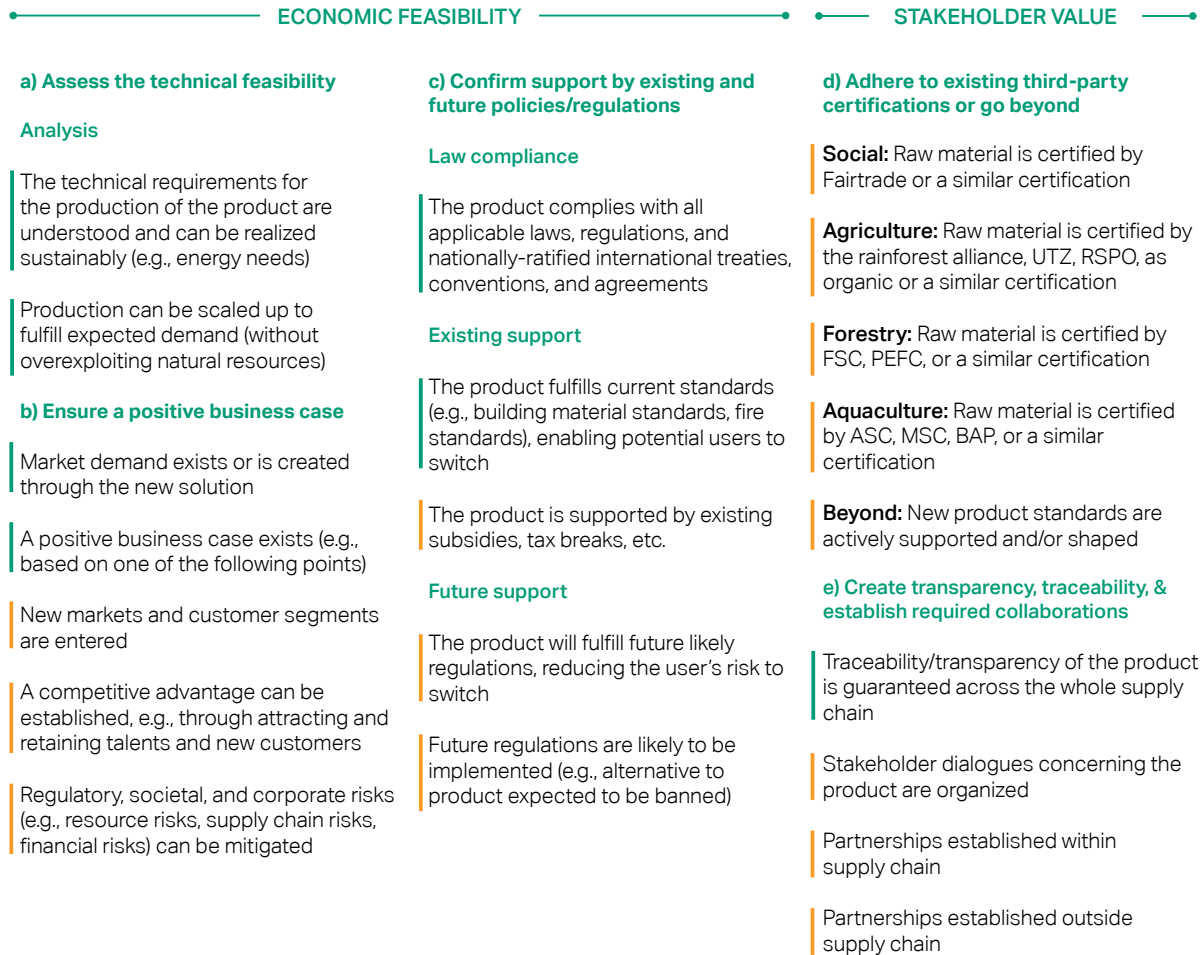 ECONOMIC FEASIBILITY
a) Assess the technical feasibility
Analysis
The technical requirements for
the production of the product are
understood and can be realized
sustainably (e.g., energy needs)
Production can be scaled up to
fulfill expected demand (without
overexploiting natural resources)
b) Ensure a positive business case
Market demand exists or is created
through the new solution
A positive business case exists (e.g.,
based on one of the following points)
New markets and customer segments
are entered
A competitive advantage can be
established, e.g., through attracting and
retaining talents and new customers
Regulatory, societal, and corporate risks
(e.g., resource risks, supply chain risks,
financial risks) can be mitigated
c) Confirm support by existing and
future policies/regulations
Law compliance
The product complies with all
applicable laws, regulations, and
nationally-ratified international treaties,
conventions, and agreements
Existing support
The product fulfills current standards
(e.g., building material standards, fire
standards), enabling potential users to
switch
The product is supported by existing
subsidies, tax breaks, etc.
Future support
The product will fulfill future likely
regulations, reducing the user's risk to
switch
Future regulations are likely to be
implemented (e.g., alternative to
product expected to be banned)
STAKEHOLDER VALUE
d) Adhere to existing third-party
certifications or go beyond
Social: Raw material is certified by
Fairtrade or a similar certification
Agriculture: Raw material is certified by
the rainforest alliance, UTZ, RSPO, as
organic or a similar certification
Forestry: Raw material is certified by
FSC, PEFC, or a similar certification
Aquaculture: Raw material is certified
by ASC, MSC, BAP, or a similar
certification
Beyond: New product standards are
actively supported and/or shaped
e) Create transparency, traceability, &
establish required collaborations
Traceability/transparency of the product
is guaranteed across the whole supply
chain
Stakeholder dialogues concerning the
product are organized
Partnerships established within
supply chain
Partnerships established outside
supply chain